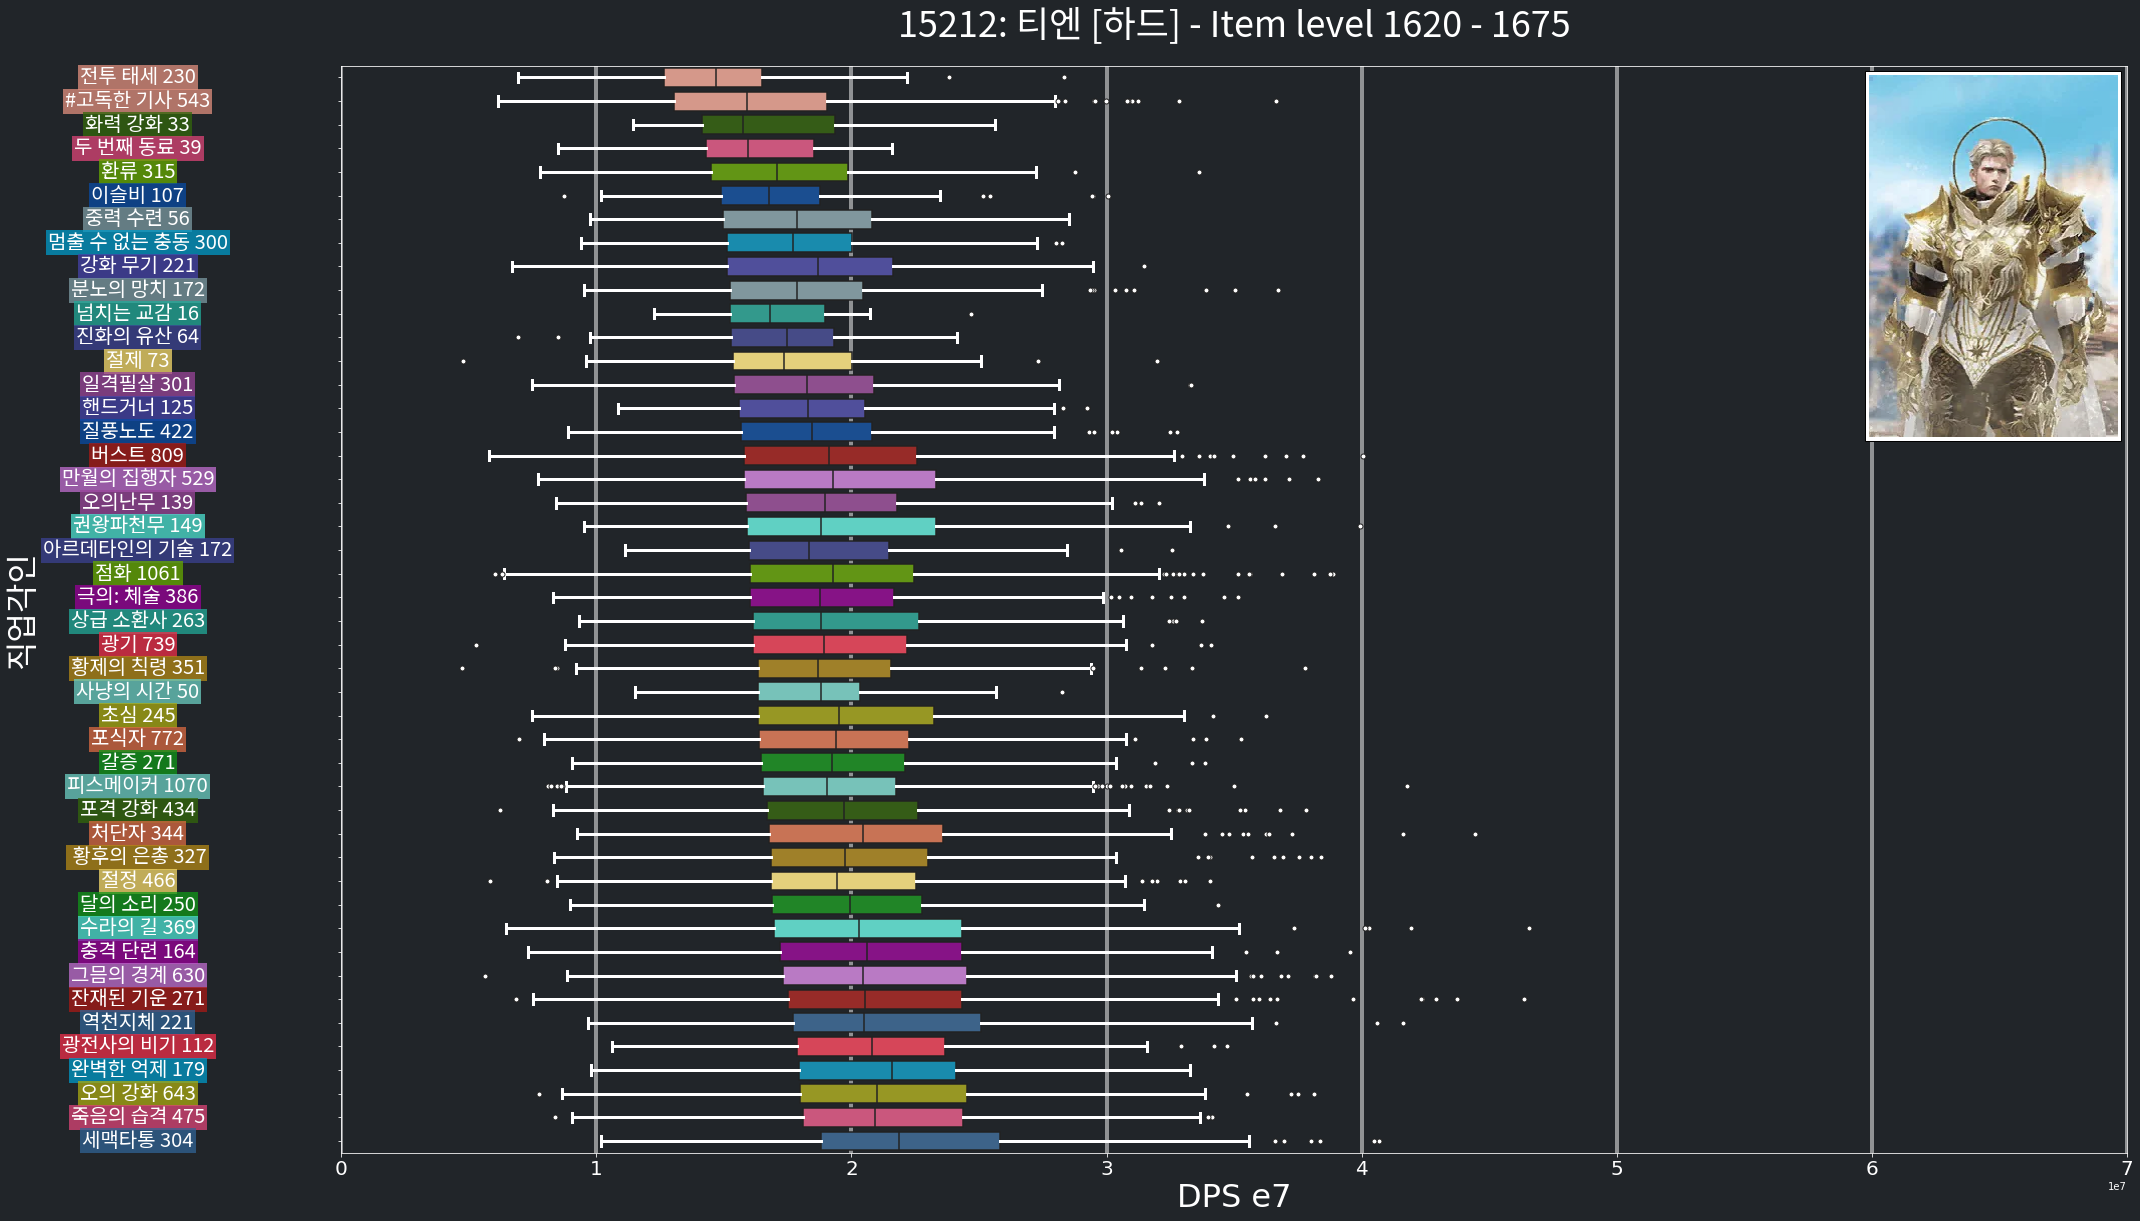 15212: 티엔 [하드] - Item level 1620 - 1675
전투 태세 230
#고독한 기사 543
화력 강화 33
두 번째 동료 39
환류 315
이슬비 107
중력 수련 56
멈출 수 없는 충동 300
강화 무기 221
분노의 망치 172
넘치는 교감 16
진화의 유산 64
절제 73
일격필살 301
핸드거너 125
질풍노도 422
버스트 809
만월의 집행자 529
오의난무 139
권왕파천무 149
아르데타인의 기술 172
점화 1061
극의: 체술 386
상급 소환사 263
광기 739
황제의 칙령 351
사냥의 시간 50
초심 245
포식자 772
갈증 271
피스메이커 1070
포격 강화 434
처단자 344
황후의 은총 327
절정 466
달의 소리 250
수라의 길 369
충격 단련 164
그믐의 경계 630
잔재된 기운 271
역천지체 221
광전사의 비기 112
완벽한 억제 179
오의 강화 643
죽음의 습격 475
세맥타통 304
직업각인
0 1 2 3 4 5 6 7
DPS e7
1e7